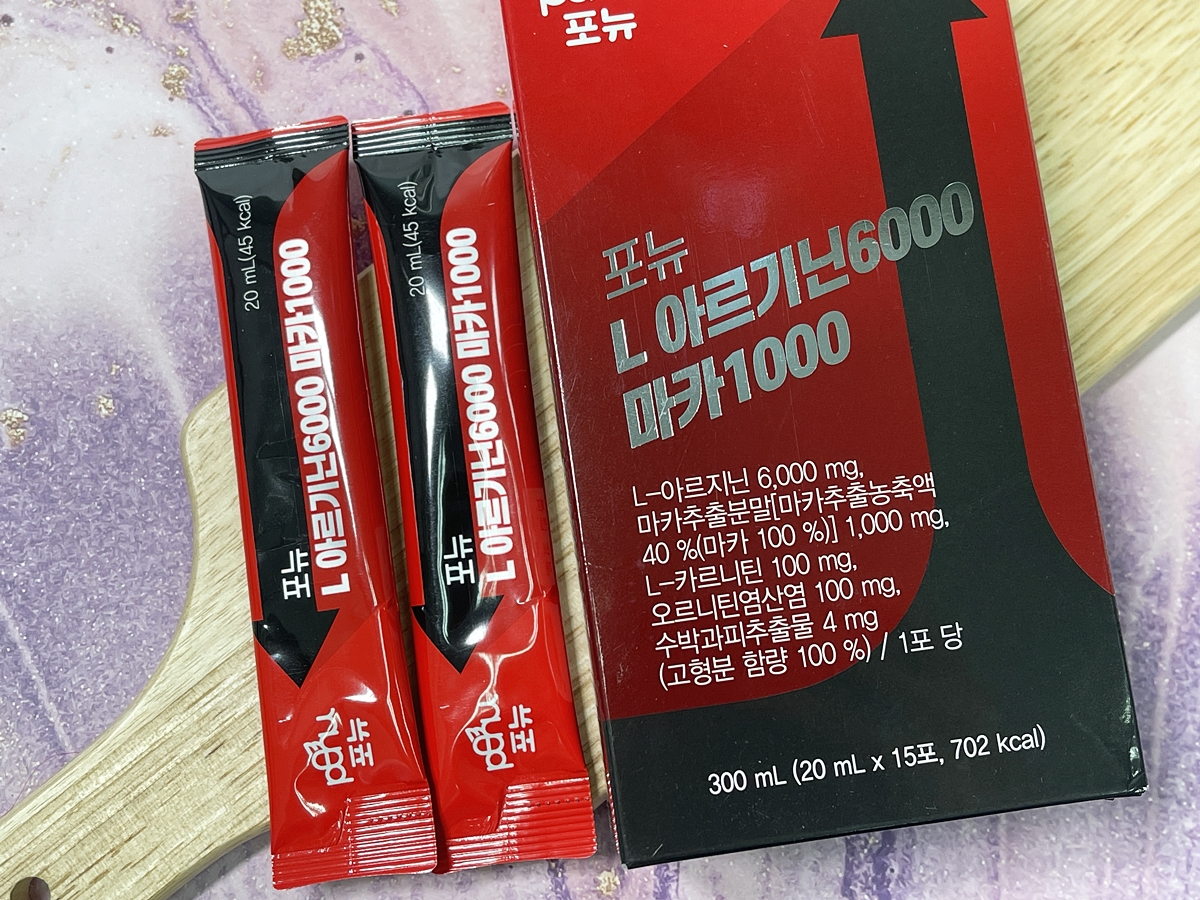 포뉴
포뉴
L 아르기닌6000
마카1000
L-아르지닌 6,000 mg,
마카추출분말[마카추출농축액
40 %(마카 100 %)] 1,000 mg,
L-카르니틴 100 mg,
오르니틴염산염 100 mg,
수박과피추출물 4 mg
(고형분 함량 100 %) / 1포 당
300 mL (20 mL x 15포, 702 kcal)
20 mL(45 kcal)
포뉴
L 아르기닌6000 마카1000
ponu
포뉴
20 mL(45 kcal)
포뉴
L 아르기닌6000 마카1000
ponu
포뉴